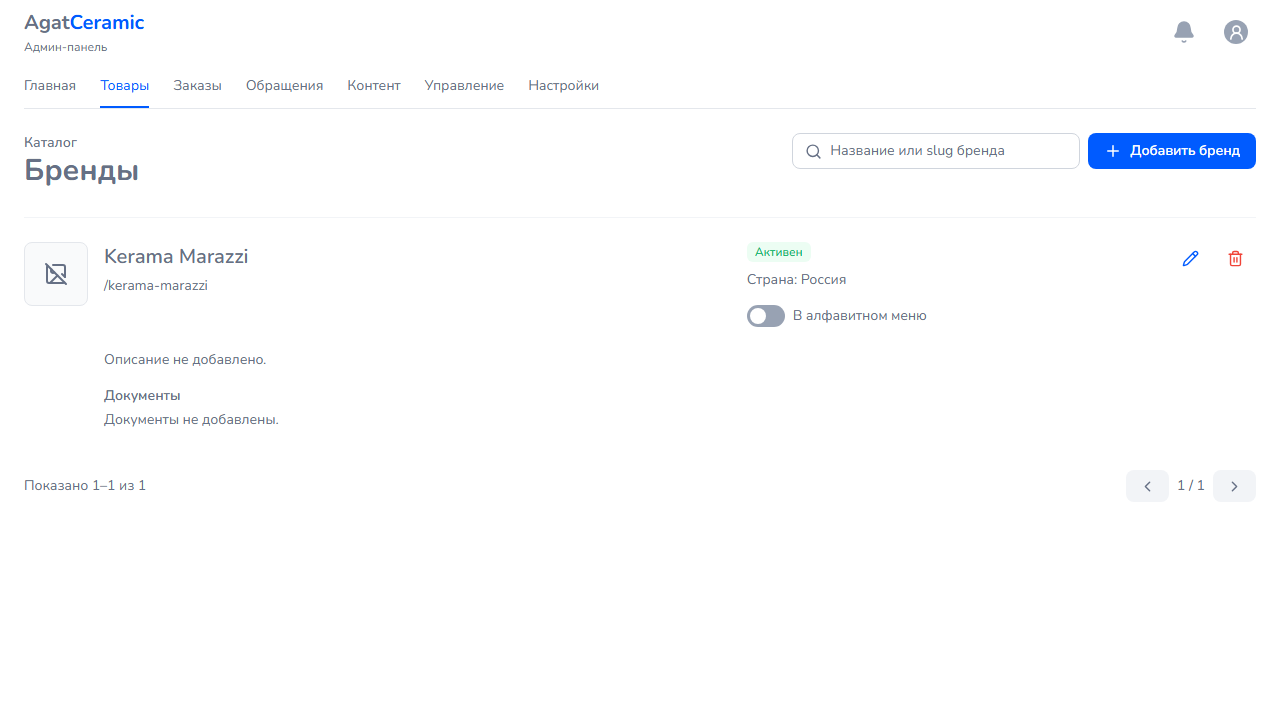 AgatCeramic
Админ-панель
Главная Товары Заказы Обращения Контент Управление Настройки
Каталог
Бренды
Название или slug бренда
Добавить бренд
Kerama Marazzi
/kerama-marazzi
Активен
Страна: Россия
В алфавитном меню
Описание не добавлено.
Документы
Документы не добавлены.
Показано 1–1 из 1
1 / 1